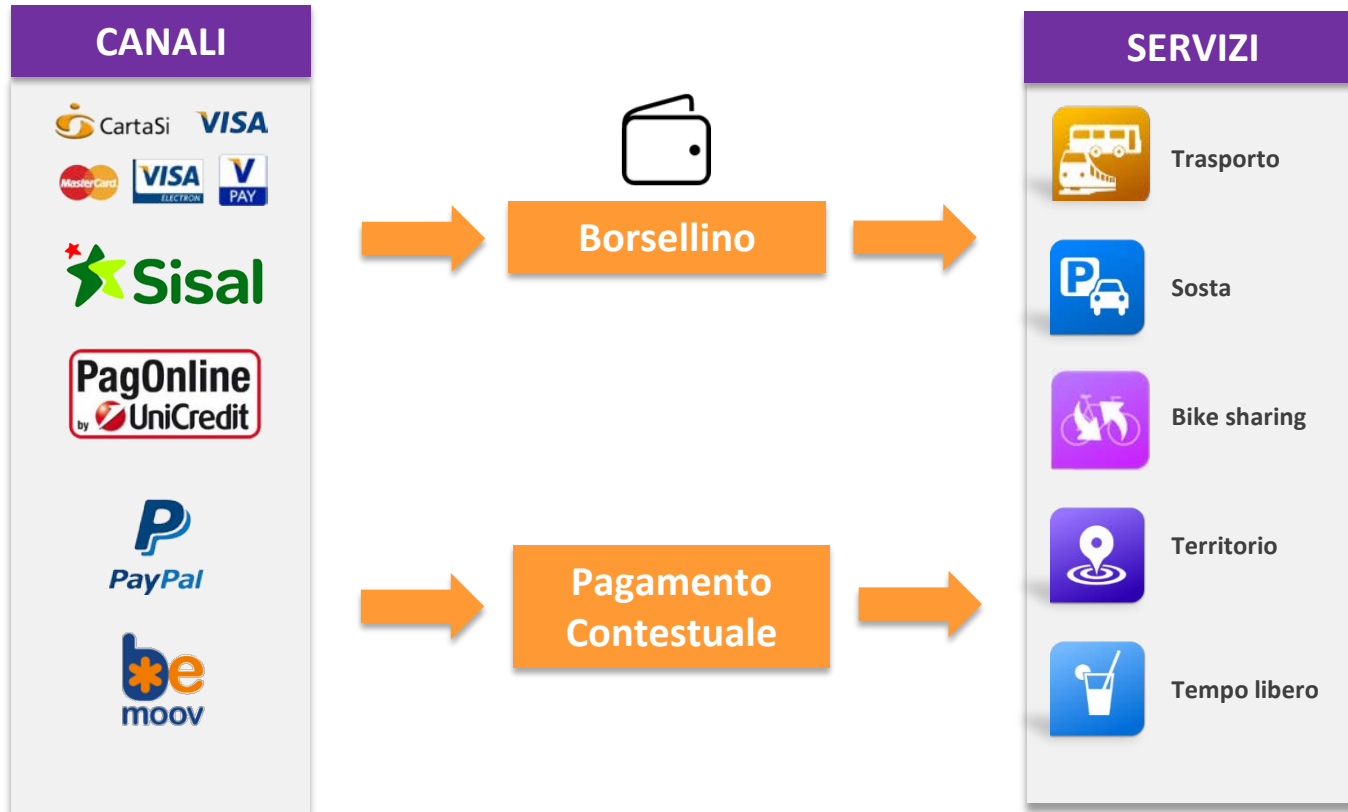 CANALI
CartaSi VISA
MasterCard VISA ELECTRON V PAY
Sisal
PagOnline
by UniCredit
P
PayPal
be
moov
Borsellino
Pagamento
Contestuale
SERVIZI
Trasporto
P
Sosta
Bike sharing
Territorio
Tempo libero